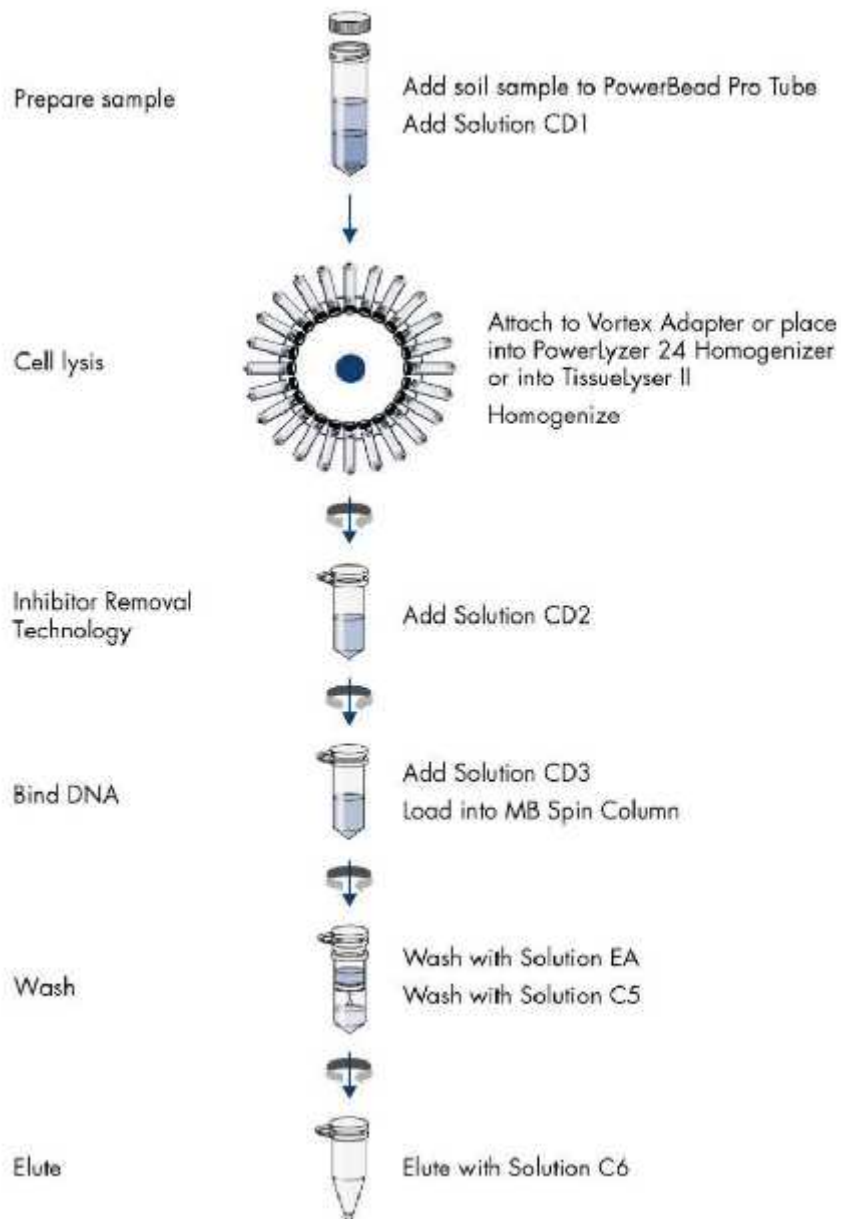 Prepare sample
Add soil sample to PowerBead Pro Tube
Add Solution CD1
Cell lysis
Attach to Vortex Adapter or place
into PowerLyzer 24 Homogenizer
or into TissueLyser II
Homogenize
Inhibitor Removal
Technology
Add Solution CD2
Bind DNA
Add Solution CD3
Load into MB Spin Column
Wash
Wash with Solution EA
Wash with Solution C5
Elute
Elute with Solution C6